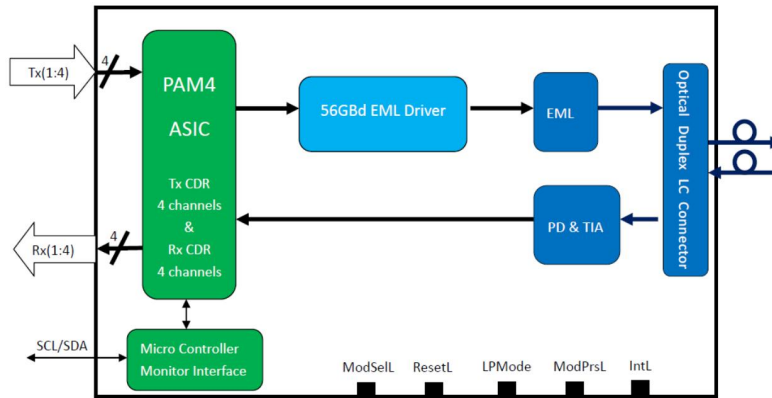 Tx(1:4)
4
PAM4
ASIC
Tx CDR
4 channels
&
Rx CDR
4 channels
56GBd EML Driver
EML
Optical Duplex LC Connector
PD & TIA
4
Rx(1:4)
SCL/SDA
Micro Controller
Monitor Interface
ModSelL
ResetL
LPMode
ModPrsL
IntL